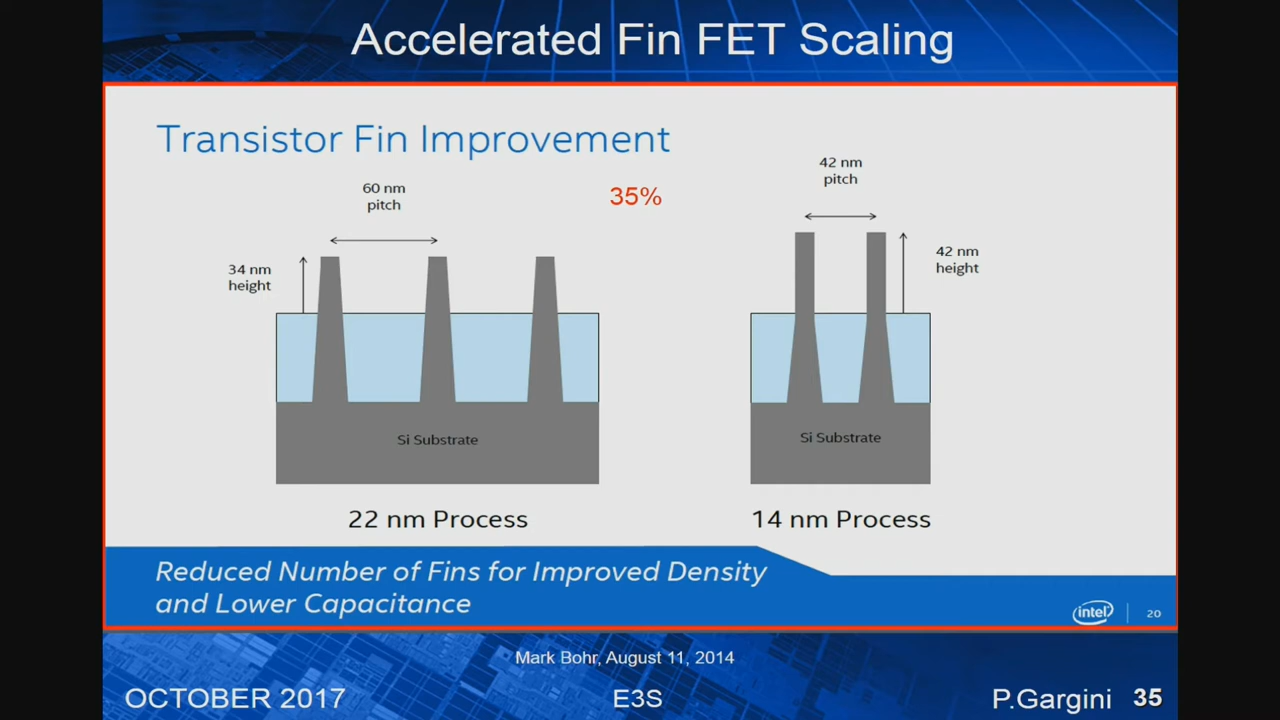 Accelerated Fin FET Scaling
Transistor Fin Improvement
60 nm
pitch
35%
42 nm
pitch
34 nm
height
42 nm
height
Si Substrate
Si Substrate
22 nm Process
14 nm Process
Reduced Number of Fins for Improved Density
and Lower Capacitance
intel
20
Mark Bohr, August 11, 2014
OCTOBER 2017
E3S
P.Gargini
35